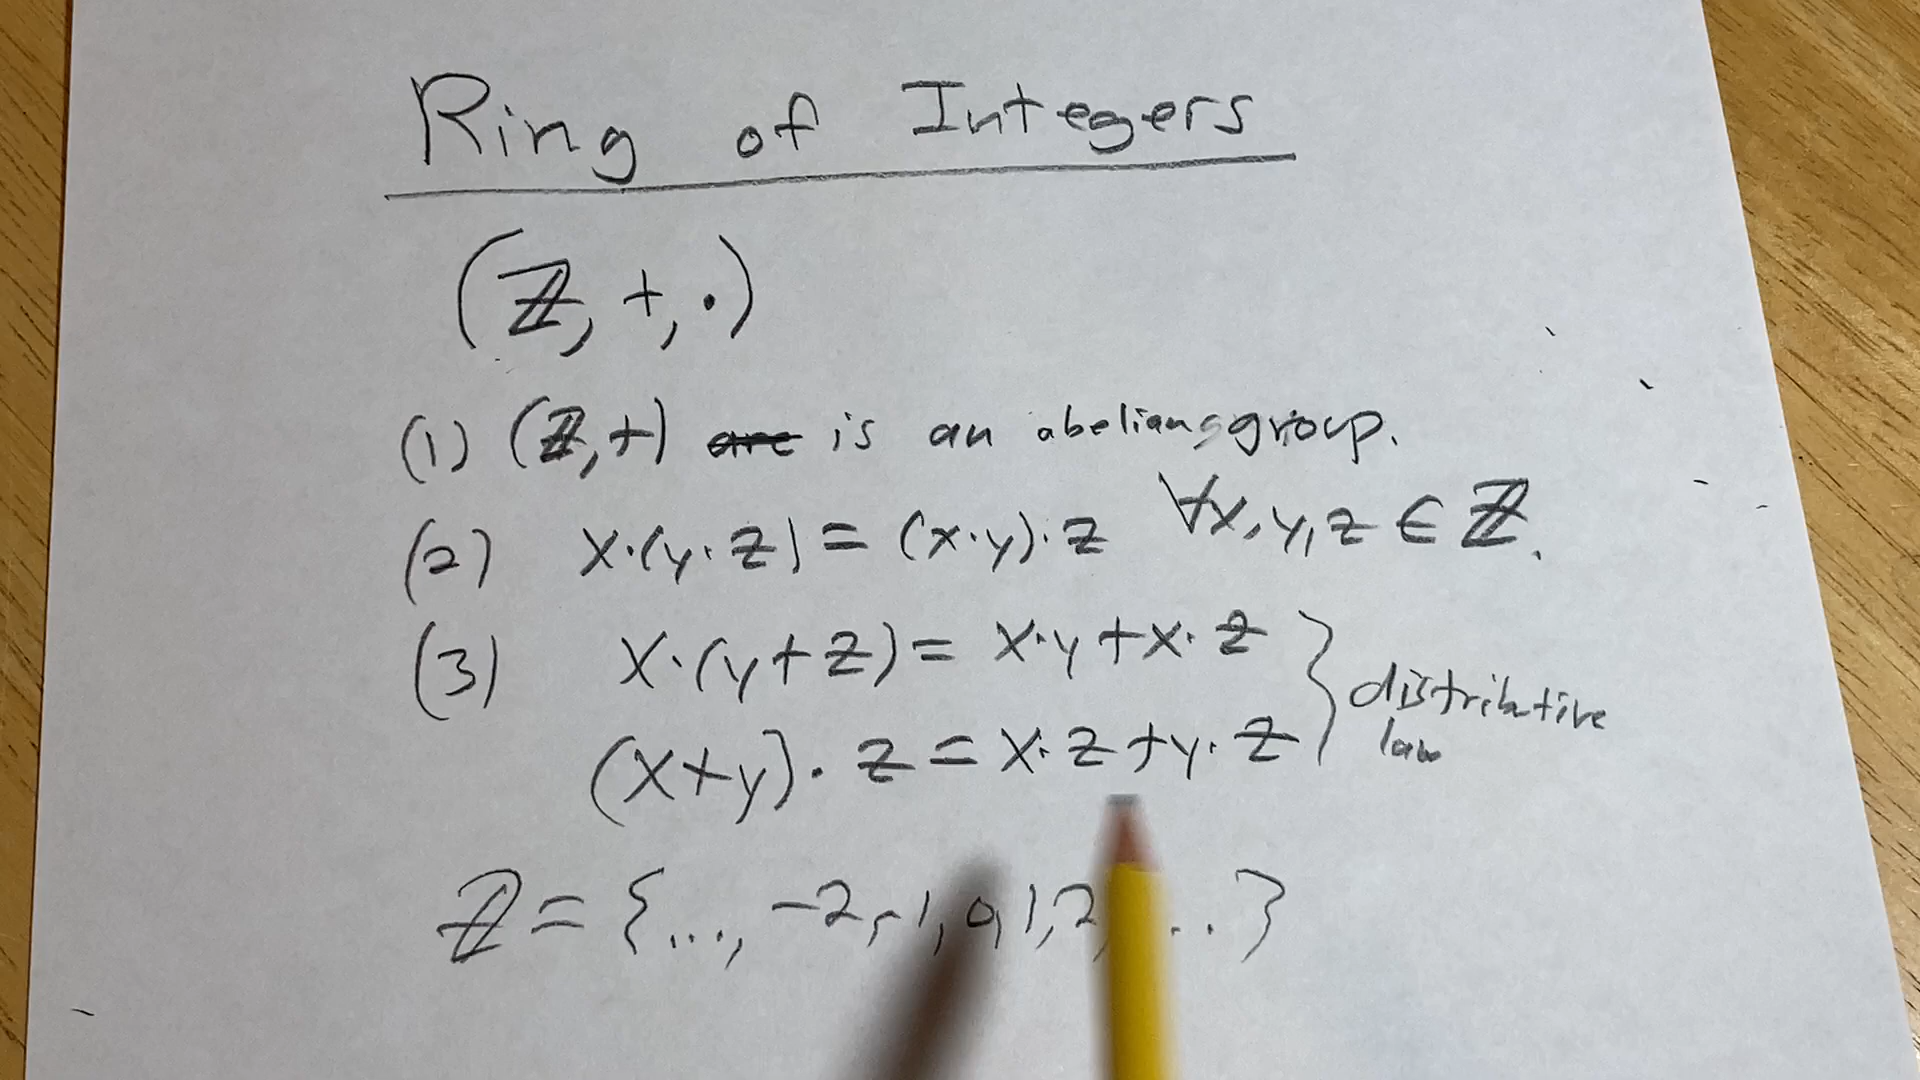 Ring of Integers
(ℤ, +, ·)
(1) (ℤ, +) are is an abelian group.
(2) x·(y·z) = (x·y)·z ∀x,y,z ∈ ℤ.
(3) x·(y+z) = x·y+x·z
(x+y)·z = x·z+y·z
distributive
law
ℤ = {..., -2, -1, 0, 1, 2, ...}